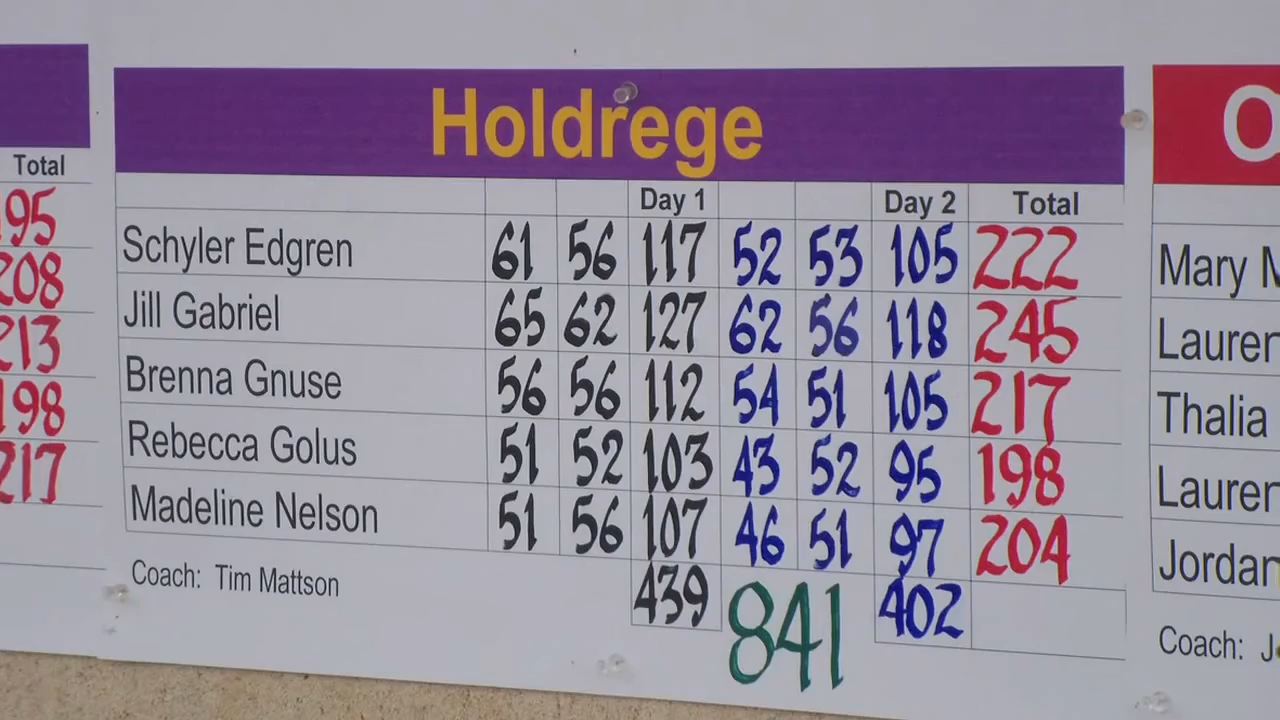 Holdrege
Day 1 Day 2 Total
Schyler Edgren 61 56 117 52 53 105 222
Jill Gabriel 65 62 127 62 56 118 245
Brenna Gnuse 56 56 112 54 51 105 217
Rebecca Golus 51 52 103 43 52 95 198
Madeline Nelson 51 56 107 46 51 97 204
439 841 402
Coach: Tim Mattson
Total
195
208
213
198
217
O
Mary
Lauren
Thalia
Lauren
Jordan
Coach: